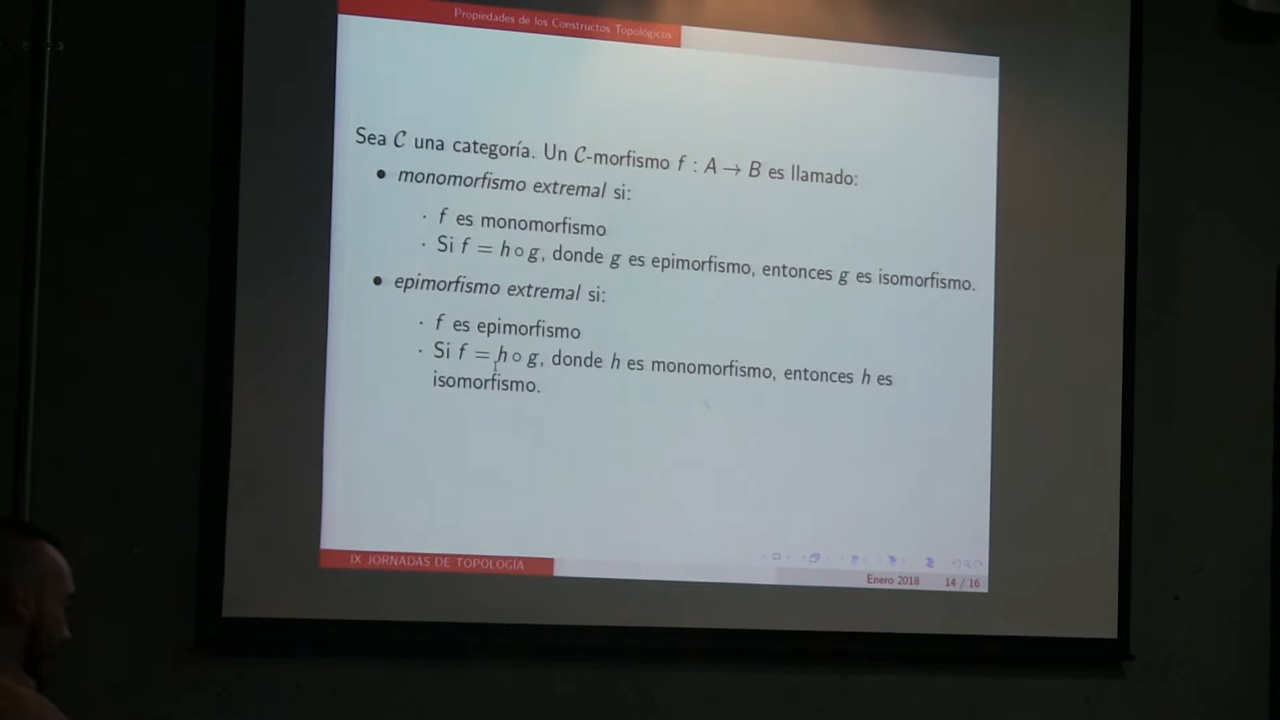 Propiedades de los Constructos Topológicos
Sea 𝒞 una categoría. Un 𝒞-morfismo f : A → B es llamado:
• monomorfismo extremal si:
· f es monomorfismo
· Si f = h ∘ g, donde g es epimorfismo, entonces g es isomorfismo.
• epimorfismo extremal si:
· f es epimorfismo
· Si f = h ∘ g, donde h es monomorfismo, entonces h es
isomorfismo.
IX JORNADAS DE TOPOLOGÍA
Enero 2018 14 / 16